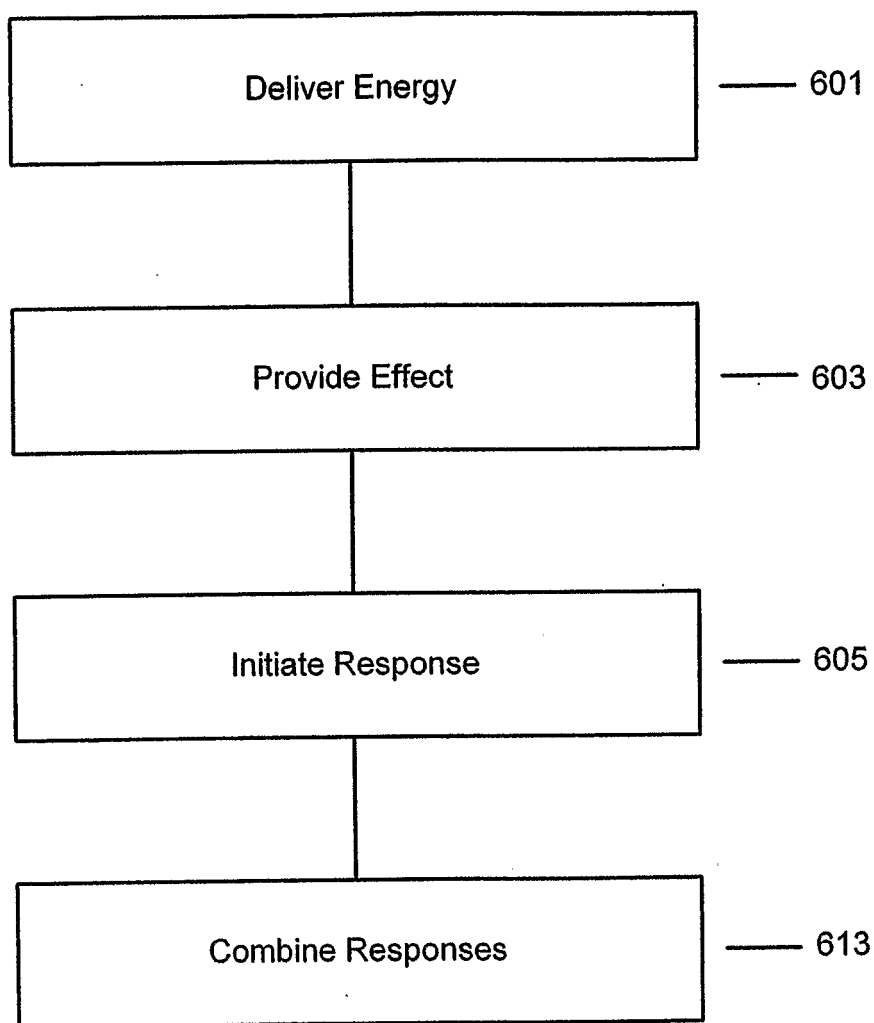 Deliver Energy 601
Provide Effect 603
Initiate Response 605
Combine Responses 613